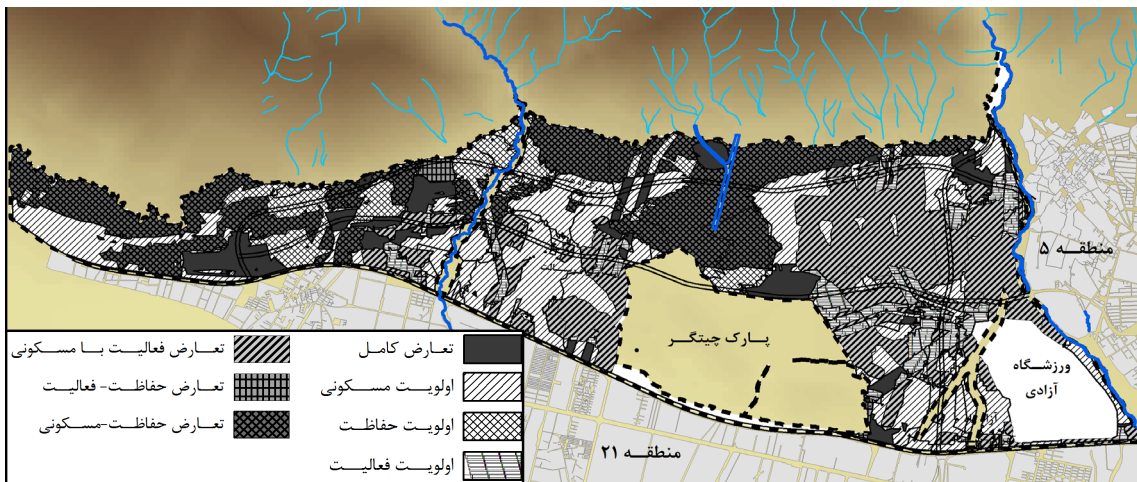 منطقه ۵
پارک چیتگر
ورزشگاه
آزادی
منطقه ۲۱
تعارض کامل
اولویت مسکونی
اولویت حفاظت
اولویت فعالیت
تعارض فعالیت با مسکونی
تعارض حفاظت- فعالیت
تعارض حفاظت-مسکونی